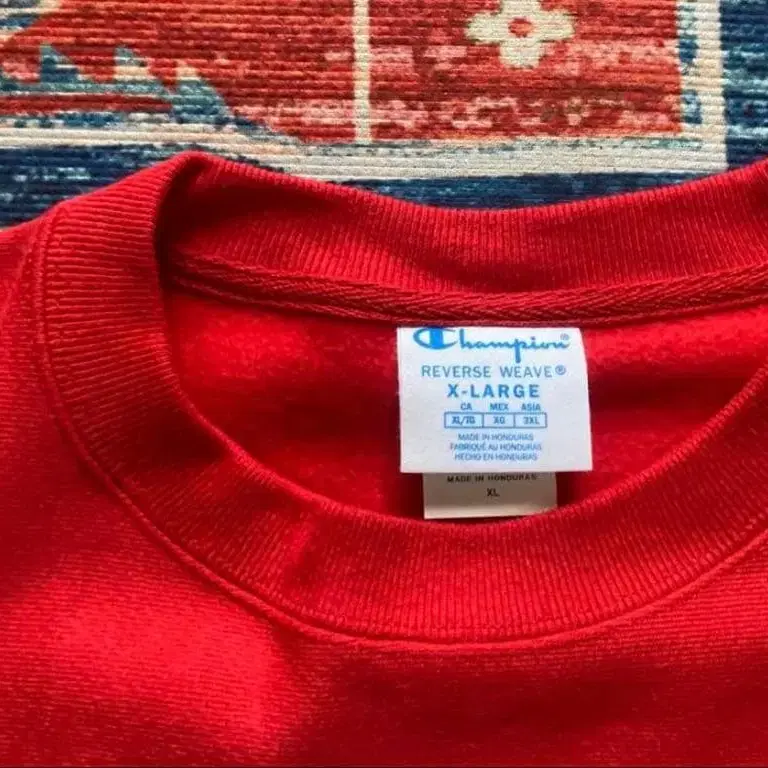 Champion®
REVERSE WEAVE®
X-LARGE
CA MEX ASIA
XL/TG XG 3XL
MADE IN HONDURAS
FABRIQUÉ AU HONDURAS
HECHO EN HONDURAS
MADE IN HONDURAS
XL